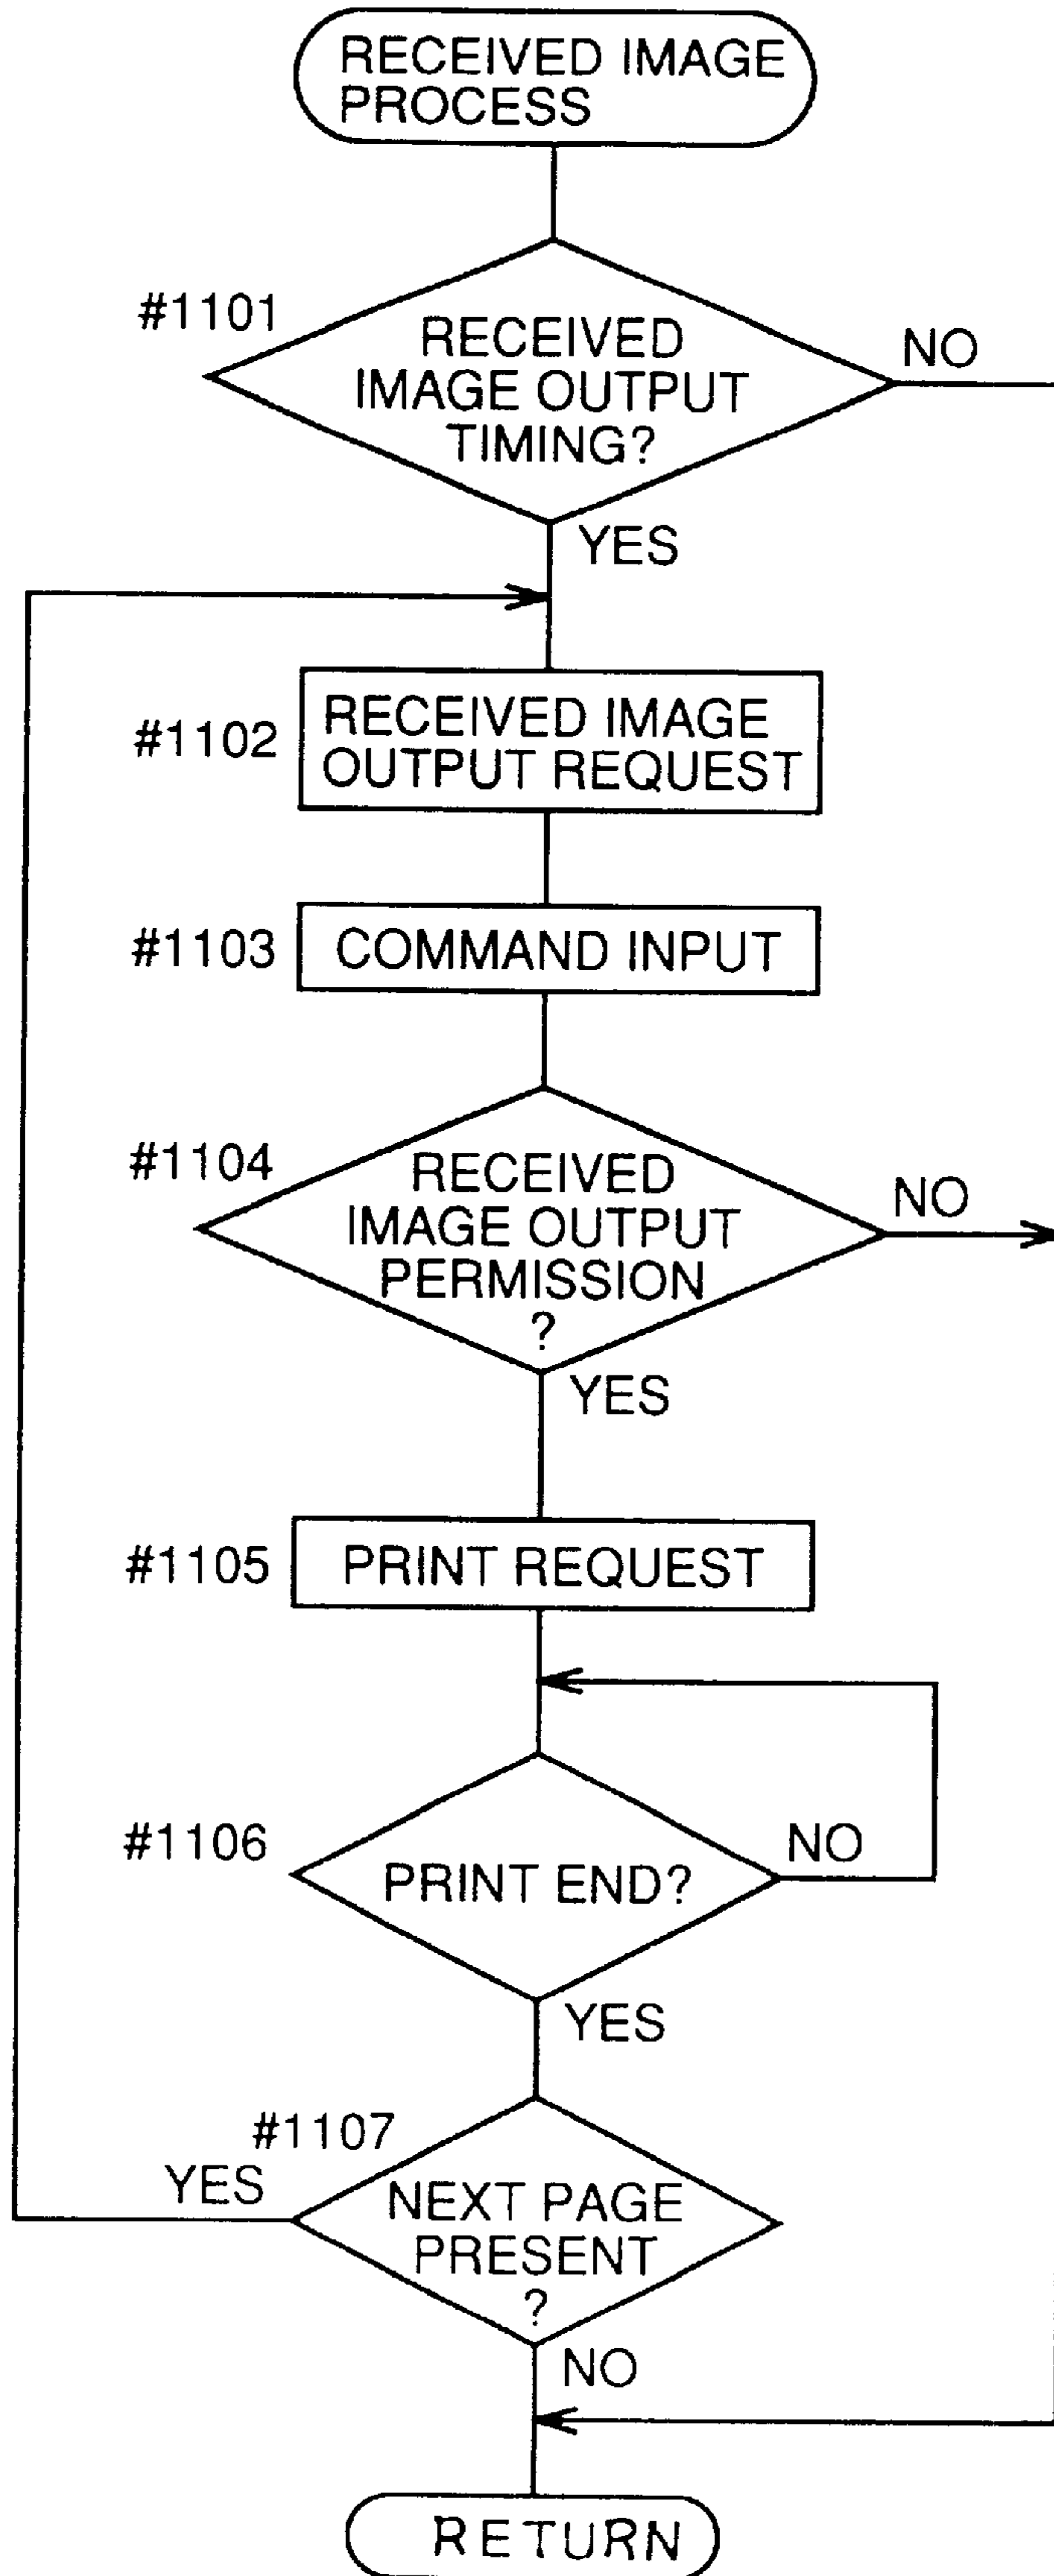 RECEIVED IMAGE
PROCESS
#1101
RECEIVED
IMAGE OUTPUT
TIMING?
NO
YES
#1102
RECEIVED IMAGE
OUTPUT REQUEST
#1103
COMMAND INPUT
#1104
RECEIVED
IMAGE OUTPUT
PERMISSION
?
NO
YES
#1105
PRINT REQUEST
#1106
PRINT END?
NO
YES
#1107
YES
NEXT PAGE
PRESENT
?
NO
RETURN